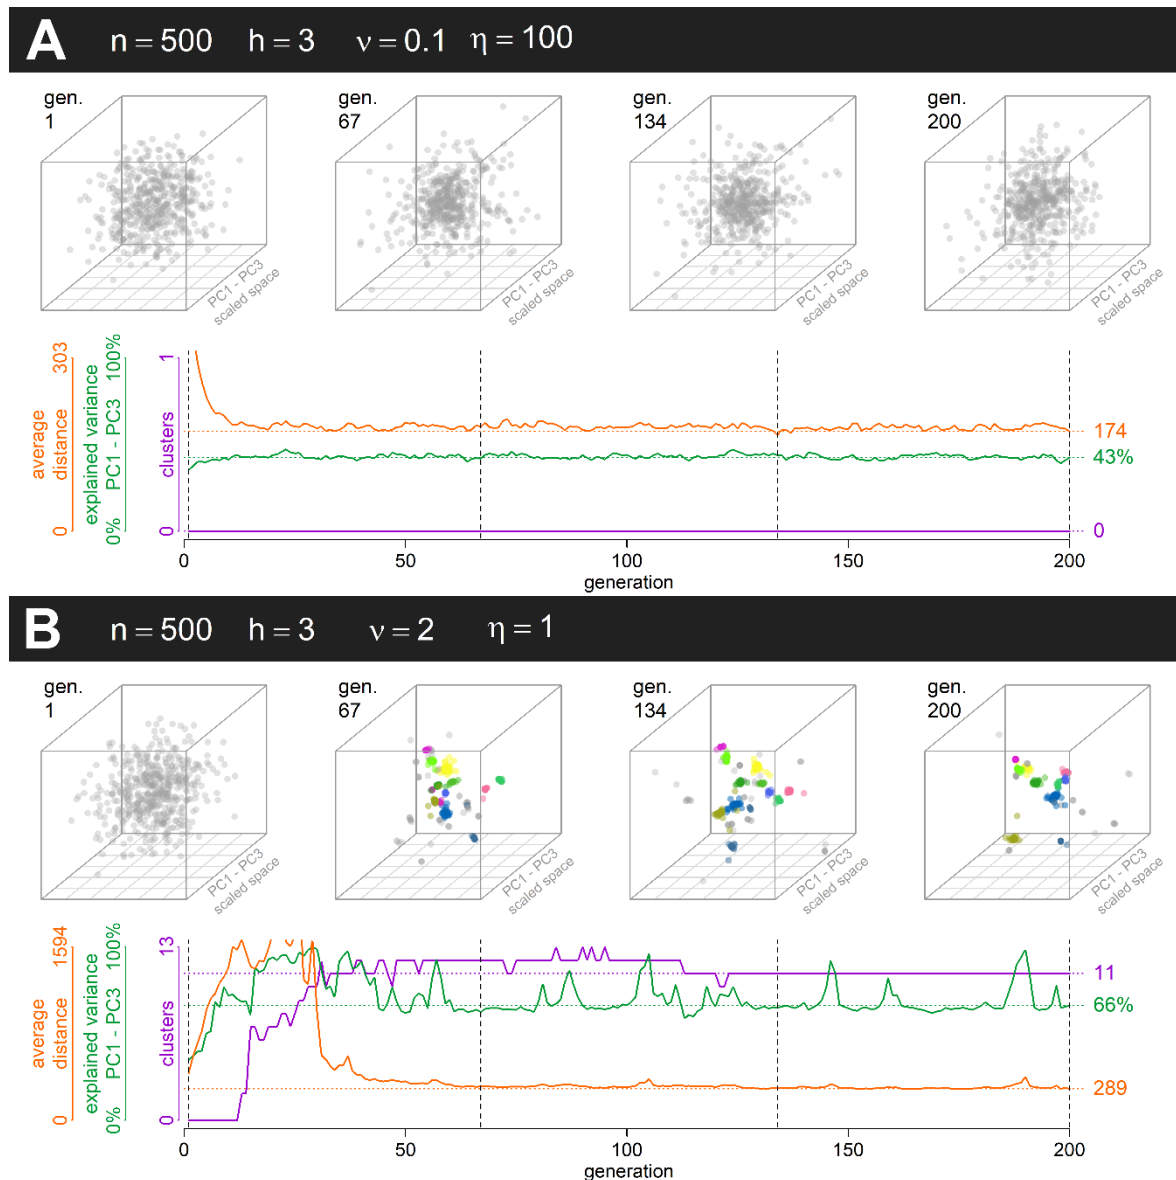 A n = 500 h = 3 ν = 0.1 η = 100
gen.
1
gen.
67
gen.
134
gen.
200
PC1 - PC3
scaled space
PC1 - PC3
scaled space
PC1 - PC3
scaled space
PC1 - PC3
scaled space
average
distance
0 303
explained variance
PC1 - PC3
0% 100%
clusters
0 1
174
43%
0
0 50 100 150 200
generation
B n = 500 h = 3 ν = 2 η = 1
gen.
1
gen.
67
gen.
134
gen.
200
PC1 - PC3
scaled space
PC1 - PC3
scaled space
PC1 - PC3
scaled space
PC1 - PC3
scaled space
average
distance
0 1594
explained variance
PC1 - PC3
0% 100%
clusters
0 13
11
66%
289
0 50 100 150 200
generation